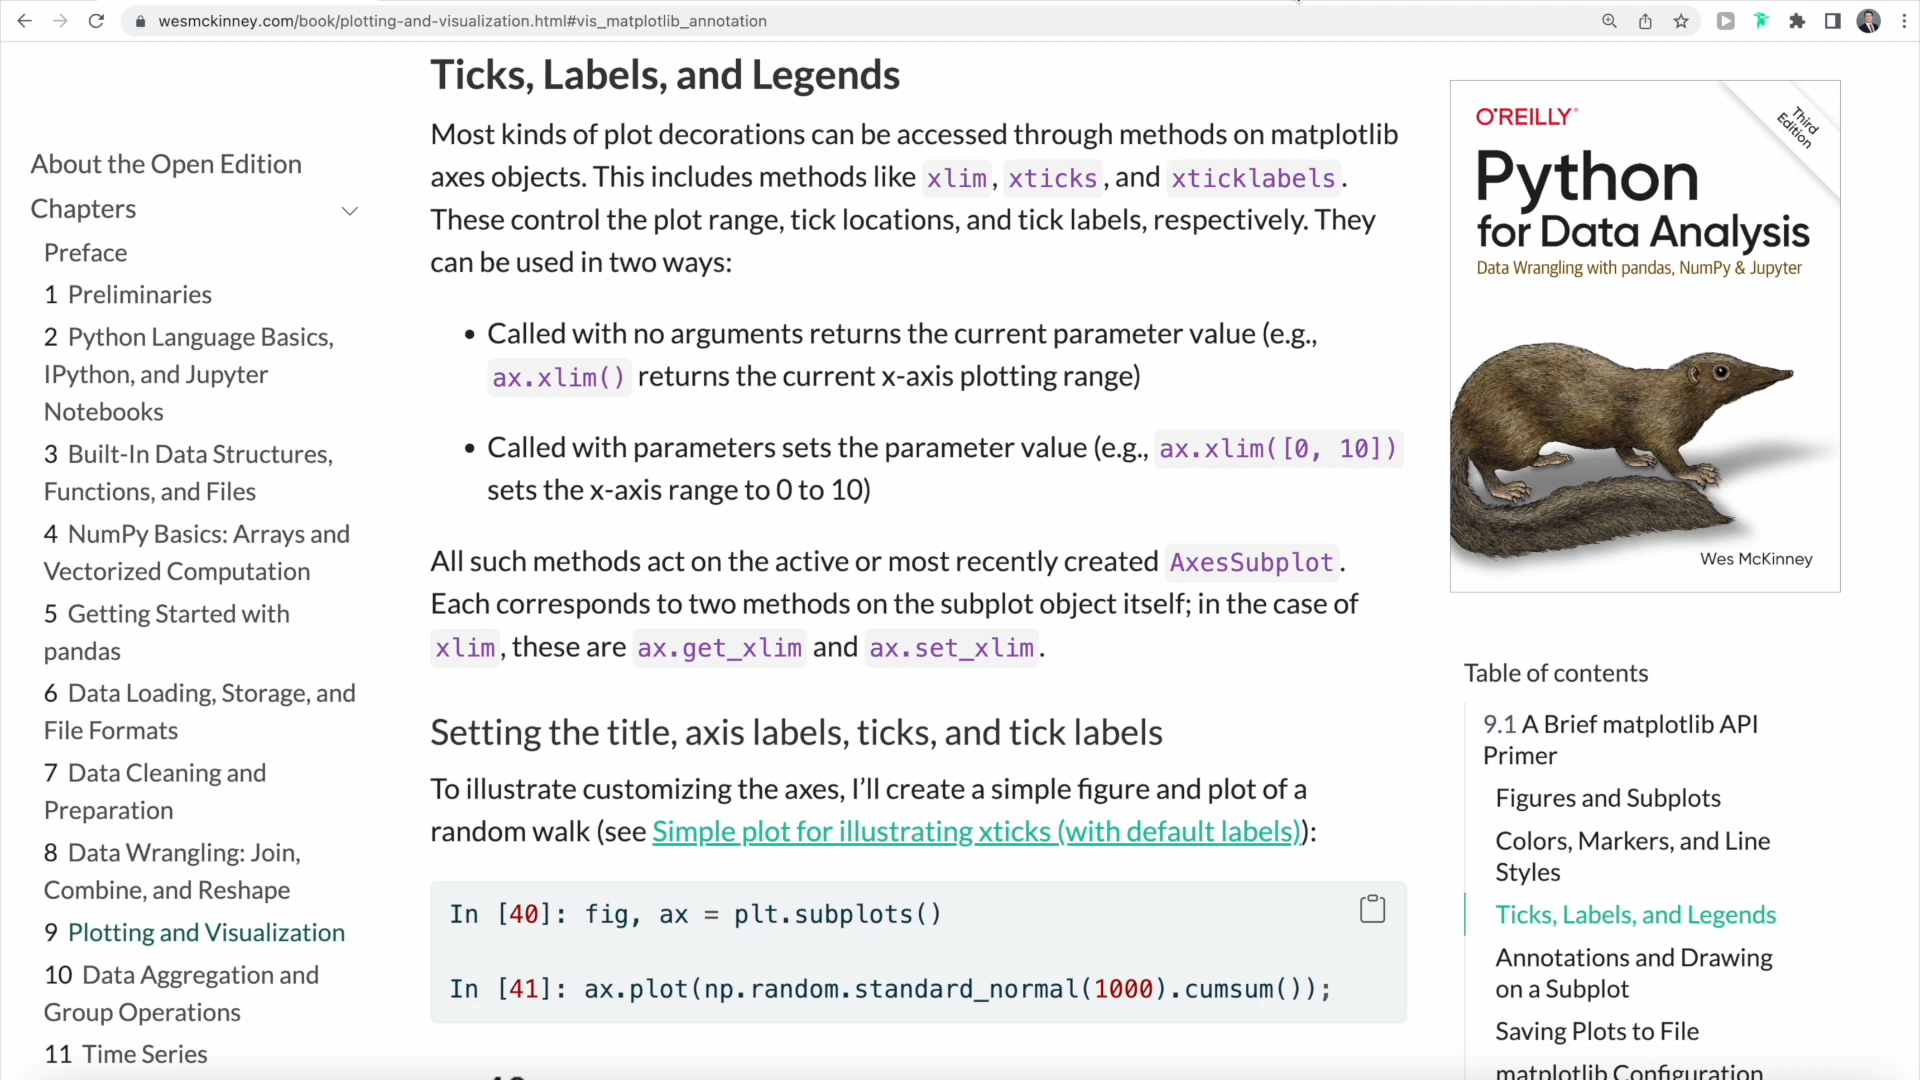 wesmckinney.com/book/plotting-and-visualization.html#vis_matplotlib_annotation
About the Open Edition
Chapters
Preface
1 Preliminaries
2 Python Language Basics,
IPython, and Jupyter
Notebooks
3 Built-In Data Structures,
Functions, and Files
4 NumPy Basics: Arrays and
Vectorized Computation
5 Getting Started with
pandas
6 Data Loading, Storage, and
File Formats
7 Data Cleaning and
Preparation
8 Data Wrangling: Join,
Combine, and Reshape
9 Plotting and Visualization
10 Data Aggregation and
Group Operations
11 Time Series
Ticks, Labels, and Legends
Most kinds of plot decorations can be accessed through methods on matplotlib
axes objects. This includes methods like xlim, xticks, and xticklabels.
These control the plot range, tick locations, and tick labels, respectively. They
can be used in two ways:
• Called with no arguments returns the current parameter value (e.g.,
ax.xlim() returns the current x-axis plotting range)
• Called with parameters sets the parameter value (e.g., ax.xlim([0, 10])
sets the x-axis range to 0 to 10)
All such methods act on the active or most recently created AxesSubplot.
Each corresponds to two methods on the subplot object itself; in the case of
xlim, these are ax.get_xlim and ax.set_xlim.
Setting the title, axis labels, ticks, and tick labels
To illustrate customizing the axes, I’ll create a simple figure and plot of a
random walk (see Simple plot for illustrating xticks (with default labels)):
In [40]: fig, ax = plt.subplots()
In [41]: ax.plot(np.random.standard_normal(1000).cumsum());
O'REILLY®
Third
Edition
Python
for Data Analysis
Data Wrangling with pandas, NumPy & Jupyter
Wes McKinney
Table of contents
9.1 A Brief matplotlib API
Primer
Figures and Subplots
Colors, Markers, and Line
Styles
Ticks, Labels, and Legends
Annotations and Drawing
on a Subplot
Saving Plots to File
matplotlib Configuration